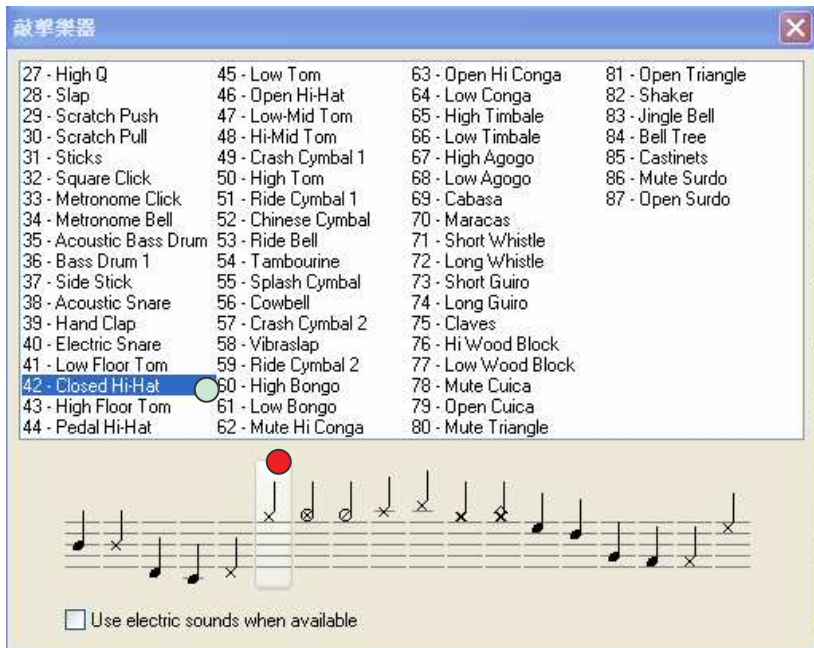 敲擊樂器
27 - High Q
28 - Slap
29 - Scratch Push
30 - Scratch Pull
31 - Sticks
32 - Square Click
33 - Metronome Click
34 - Metronome Bell
35 - Acoustic Bass Drum
36 - Bass Drum 1
37 - Side Stick
38 - Acoustic Snare
39 - Hand Clap
40 - Electric Snare
41 - Low Floor Tom
42 - Closed Hi-Hat
43 - High Floor Tom
44 - Pedal Hi-Hat
45 - Low Tom
46 - Open Hi-Hat
47 - Low-Mid Tom
48 - Hi-Mid Tom
49 - Crash Cymbal 1
50 - High Tom
51 - Ride Cymbal 1
52 - Chinese Cymbal
53 - Ride Bell
54 - Tambourine
55 - Splash Cymbal
56 - Cowbell
57 - Crash Cymbal 2
58 - Vibraslap
59 - Ride Cymbal 2
60 - High Bongo
61 - Low Bongo
62 - Mute Hi Conga
63 - Open Hi Conga
64 - Low Conga
65 - High Timbale
66 - Low Timbale
67 - High Agogo
68 - Low Agogo
69 - Cabasa
70 - Maracas
71 - Short Whistle
72 - Long Whistle
73 - Short Guiro
74 - Long Guiro
75 - Claves
76 - Hi Wood Block
77 - Low Wood Block
78 - Mute Cuica
79 - Open Cuica
80 - Mute Triangle
81 - Open Triangle
82 - Shaker
83 - Jingle Bell
84 - Bell Tree
85 - Castinets
86 - Mute Surdo
87 - Open Surdo
Use electric sounds when available